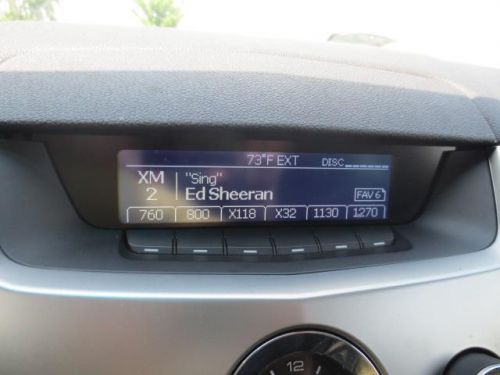 73°F EXT DISC
XM "Sing"
2 Ed Sheeran FAV 6
760 800 X118 X32 1130 1270
12